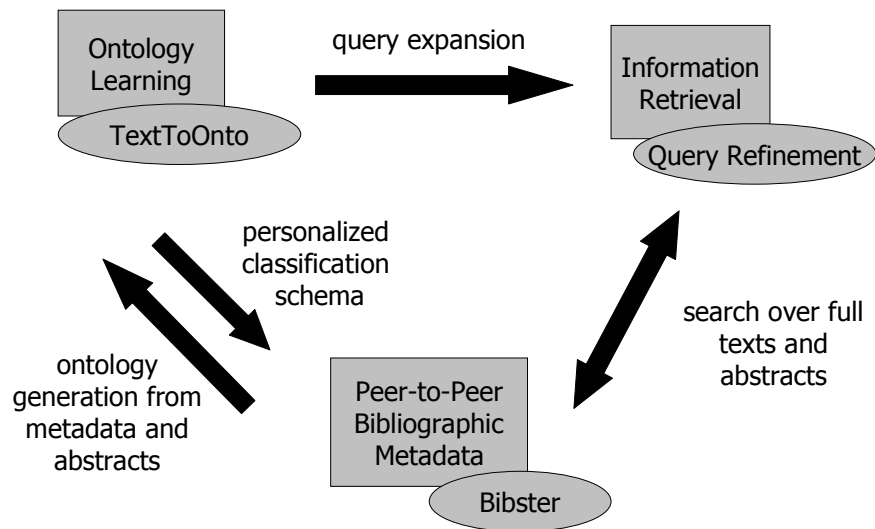 Ontology
Learning
TextToOnto
query expansion
Information
Retrieval
Query Refinement
personalized
classification
schema
ontology
generation from
metadata and
abstracts
search over full
texts and
abstracts
Peer-to-Peer
Bibliographic
Metadata
Bibster